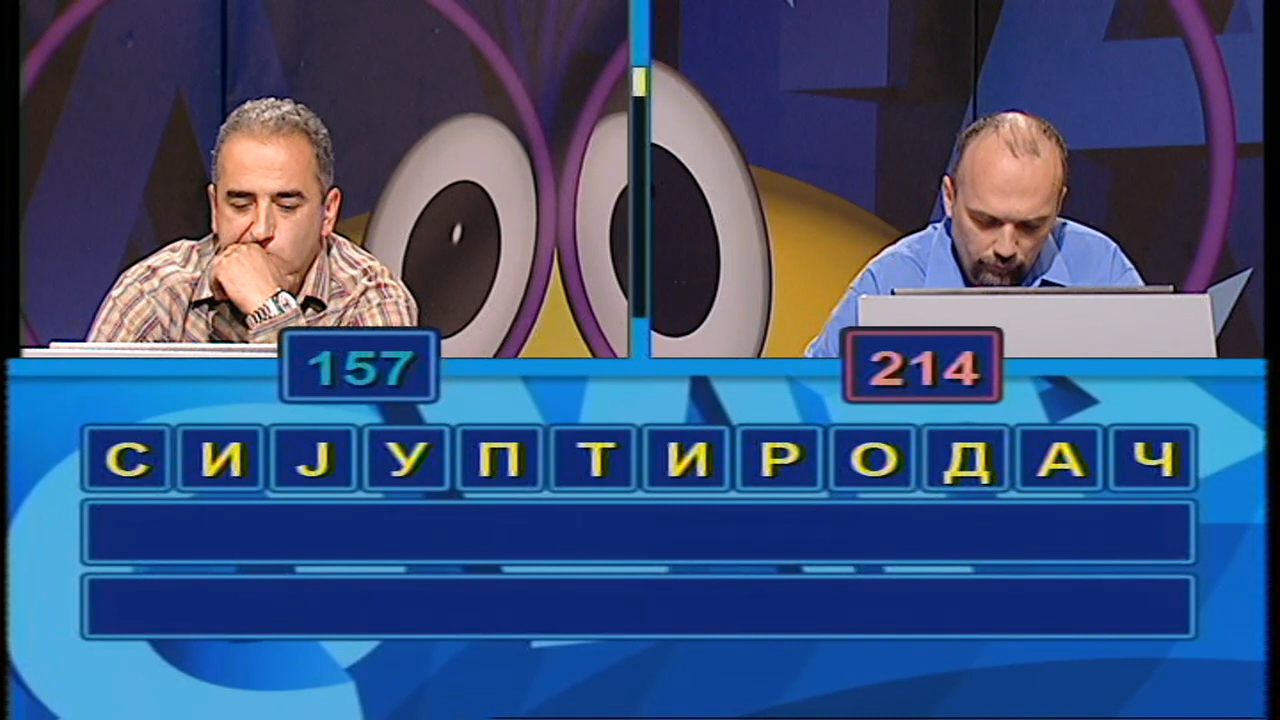 157 214
С И Ј У П Т И Р О Д А Ч